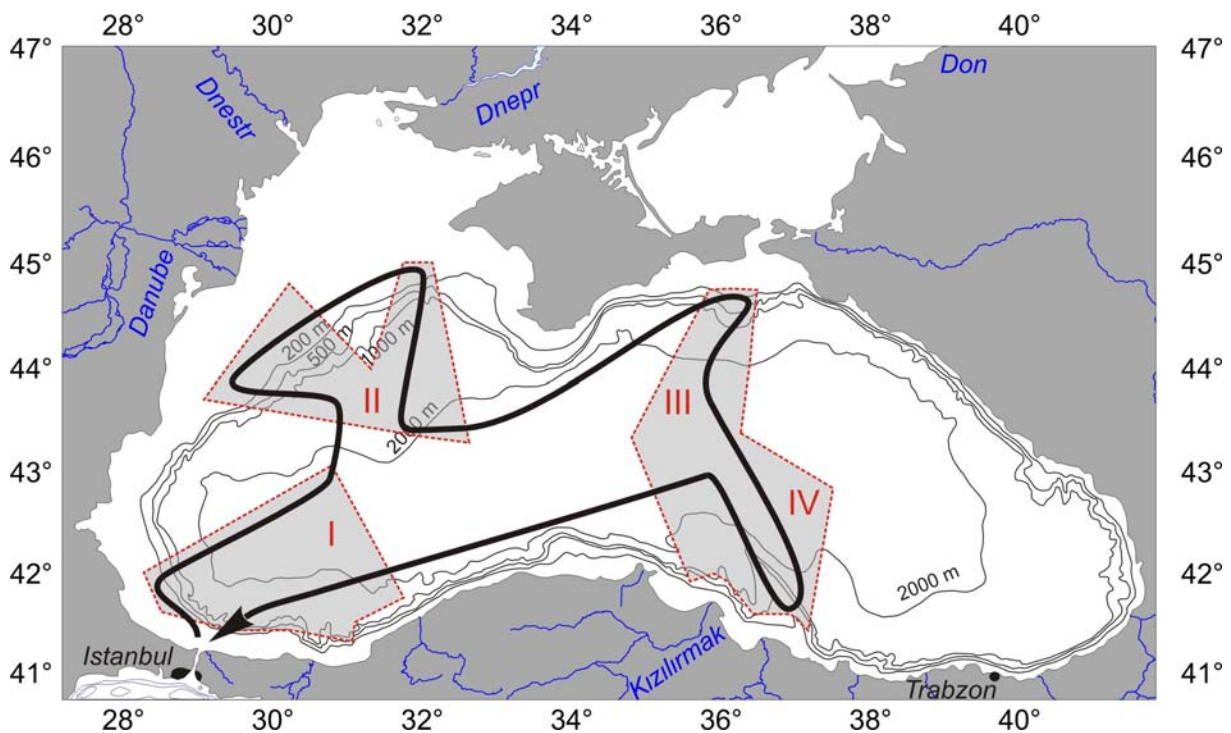 28° 30° 32° 34° 36° 38° 40°
47° 47°
Don
Dnestr
Dnepr
46° 46°
45° 45°
Danube
200 m
500 m
1000 m
44° 44°
II
III
2000 m
43° 43°
IV
I
42° 42°
2000 m
Istanbul
Kızılırmak
Trabzon
41° 41°
28° 30° 32° 34° 36° 38° 40°